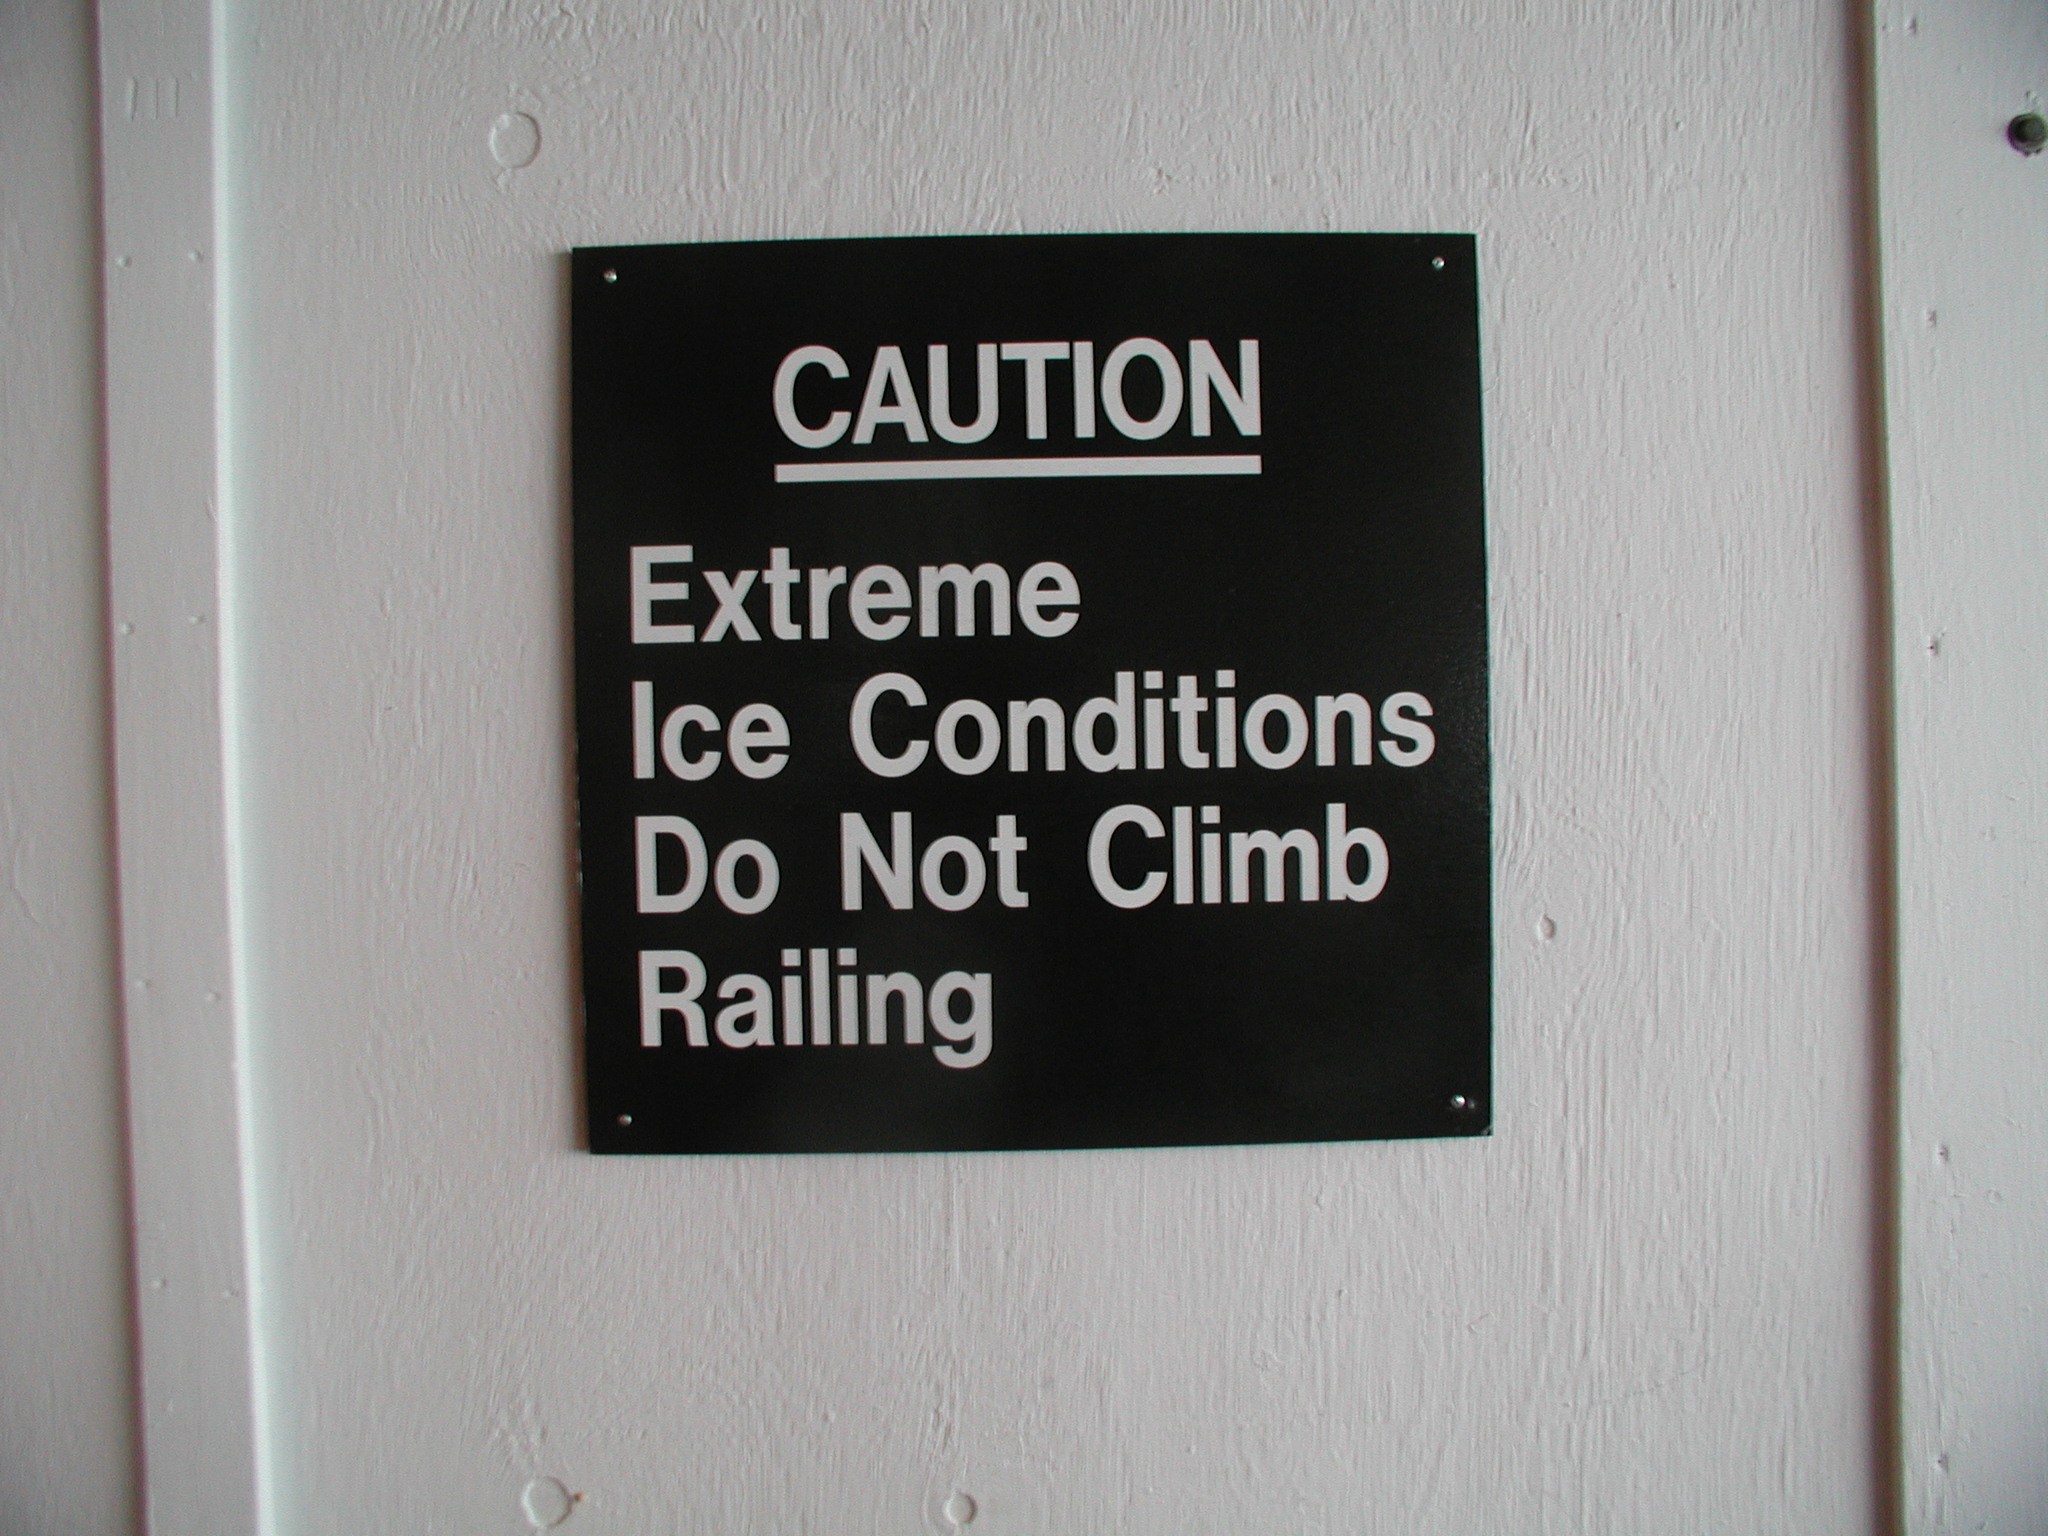 CAUTION
Extreme
Ice Conditions
Do Not Climb
Railing